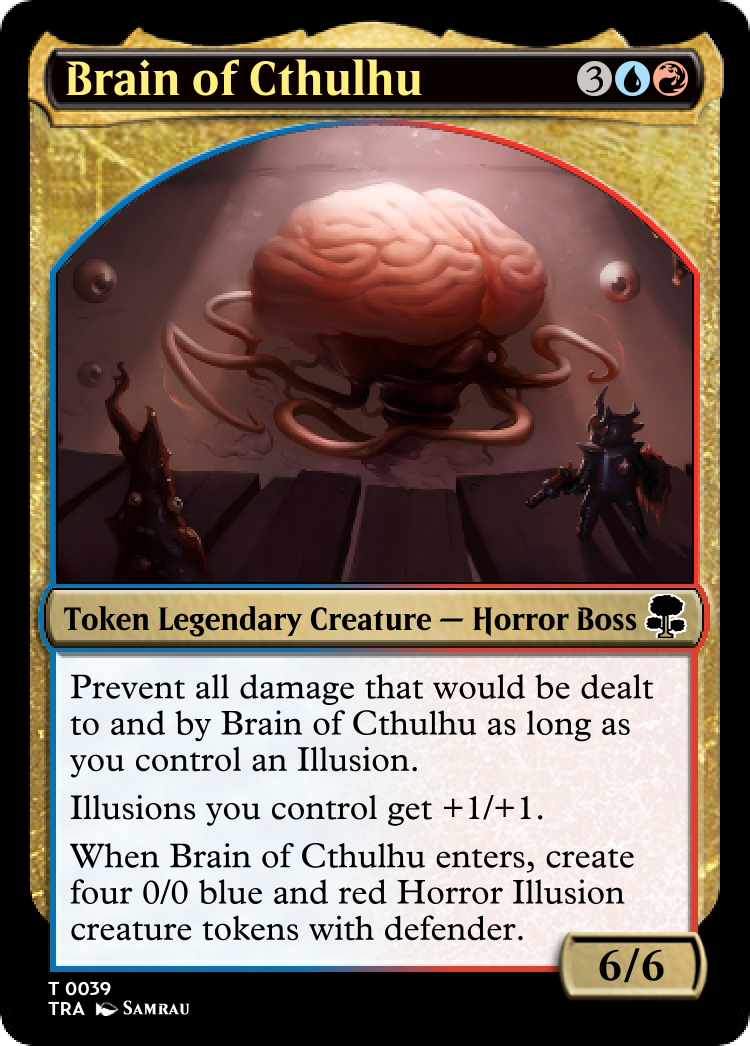 Brain of Cthulhu 3
Token Legendary Creature — Horror Boss
Prevent all damage that would be dealt
to and by Brain of Cthulhu as long as
you control an Illusion.
Illusions you control get +1/+1.
When Brain of Cthulhu enters, create
four 0/0 blue and red Horror Illusion
creature tokens with defender.
6/6
T 0039
TRA Samrau